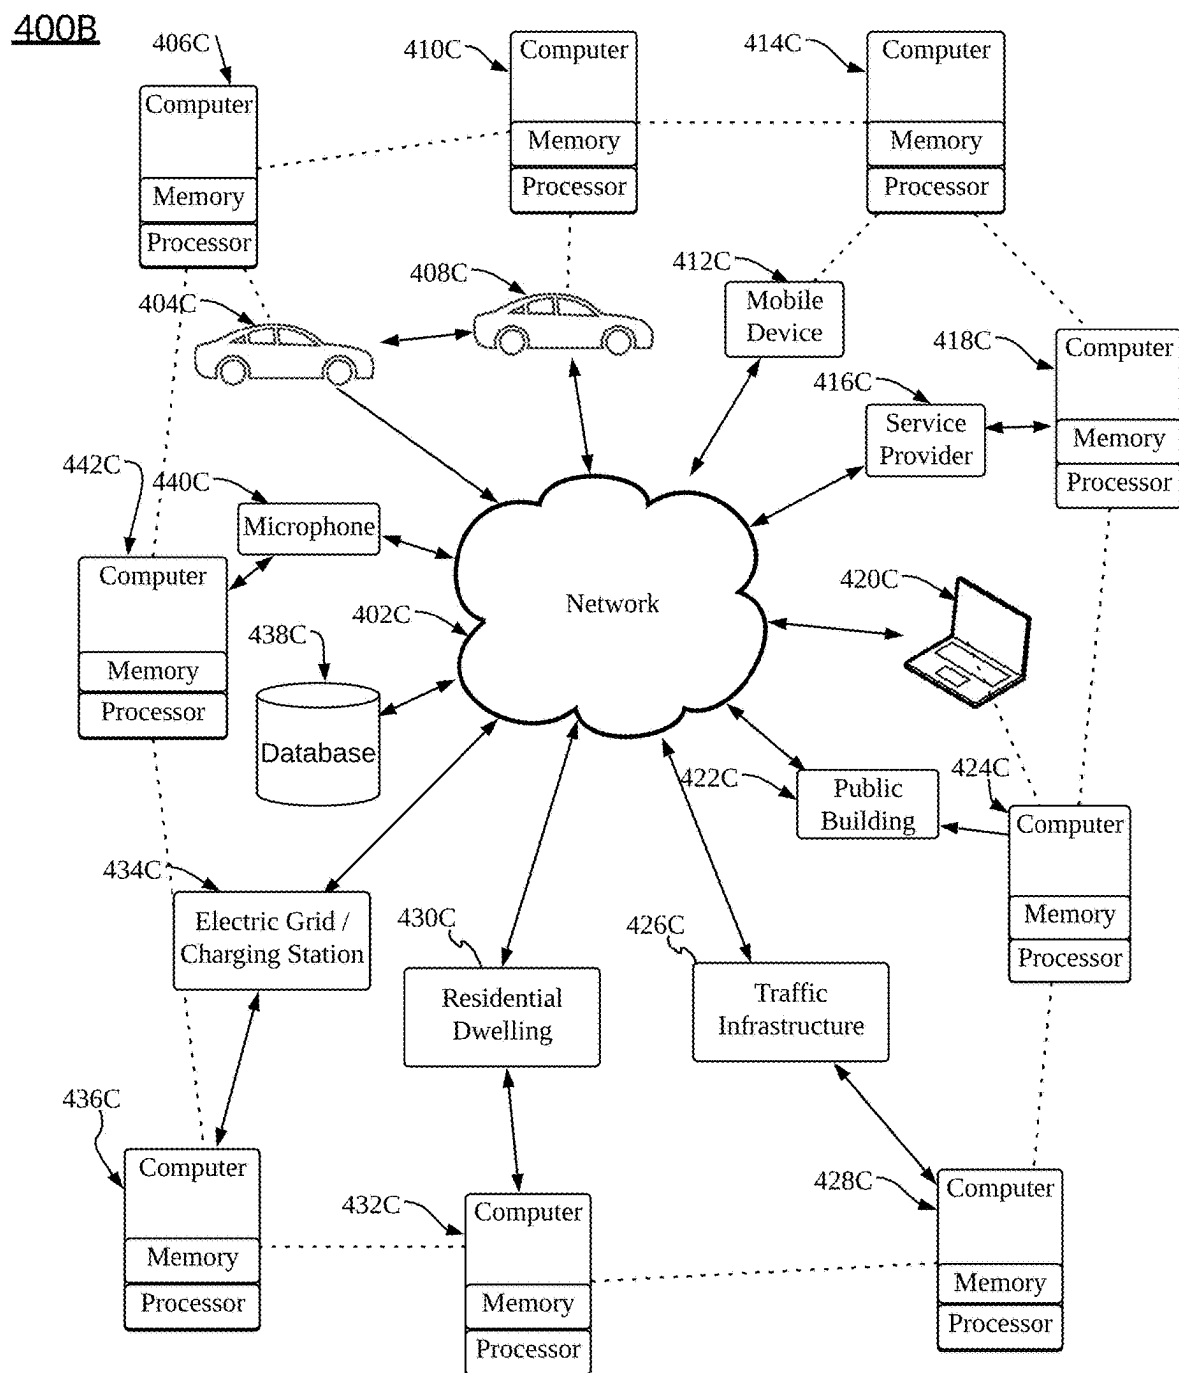 400B
406C
410C
414C
Computer
Memory
Processor
Computer
Memory
Processor
Computer
Memory
Processor
404C
408C
412C
Mobile
Device
416C
Service
Provider
418C
Computer
Memory
Processor
442C
440C
Microphone
Computer
Memory
Processor
402C
Network
420C
438C
Database
422C
Public
Building
424C
Computer
Memory
Processor
434C
Electric Grid /
Charging Station
430C
Residential
Dwelling
426C
Traffic
Infrastructure
436C
Computer
Memory
Processor
432C
Computer
Memory
Processor
428C
Computer
Memory
Processor